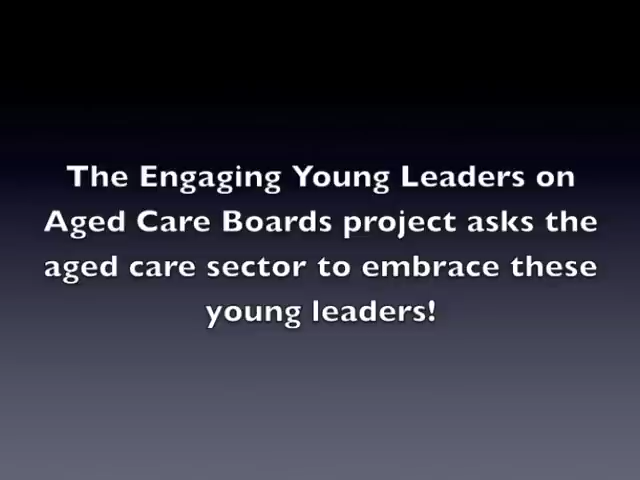 The Engaging Young Leaders on
Aged Care Boards project asks the
aged care sector to embrace these
young leaders!